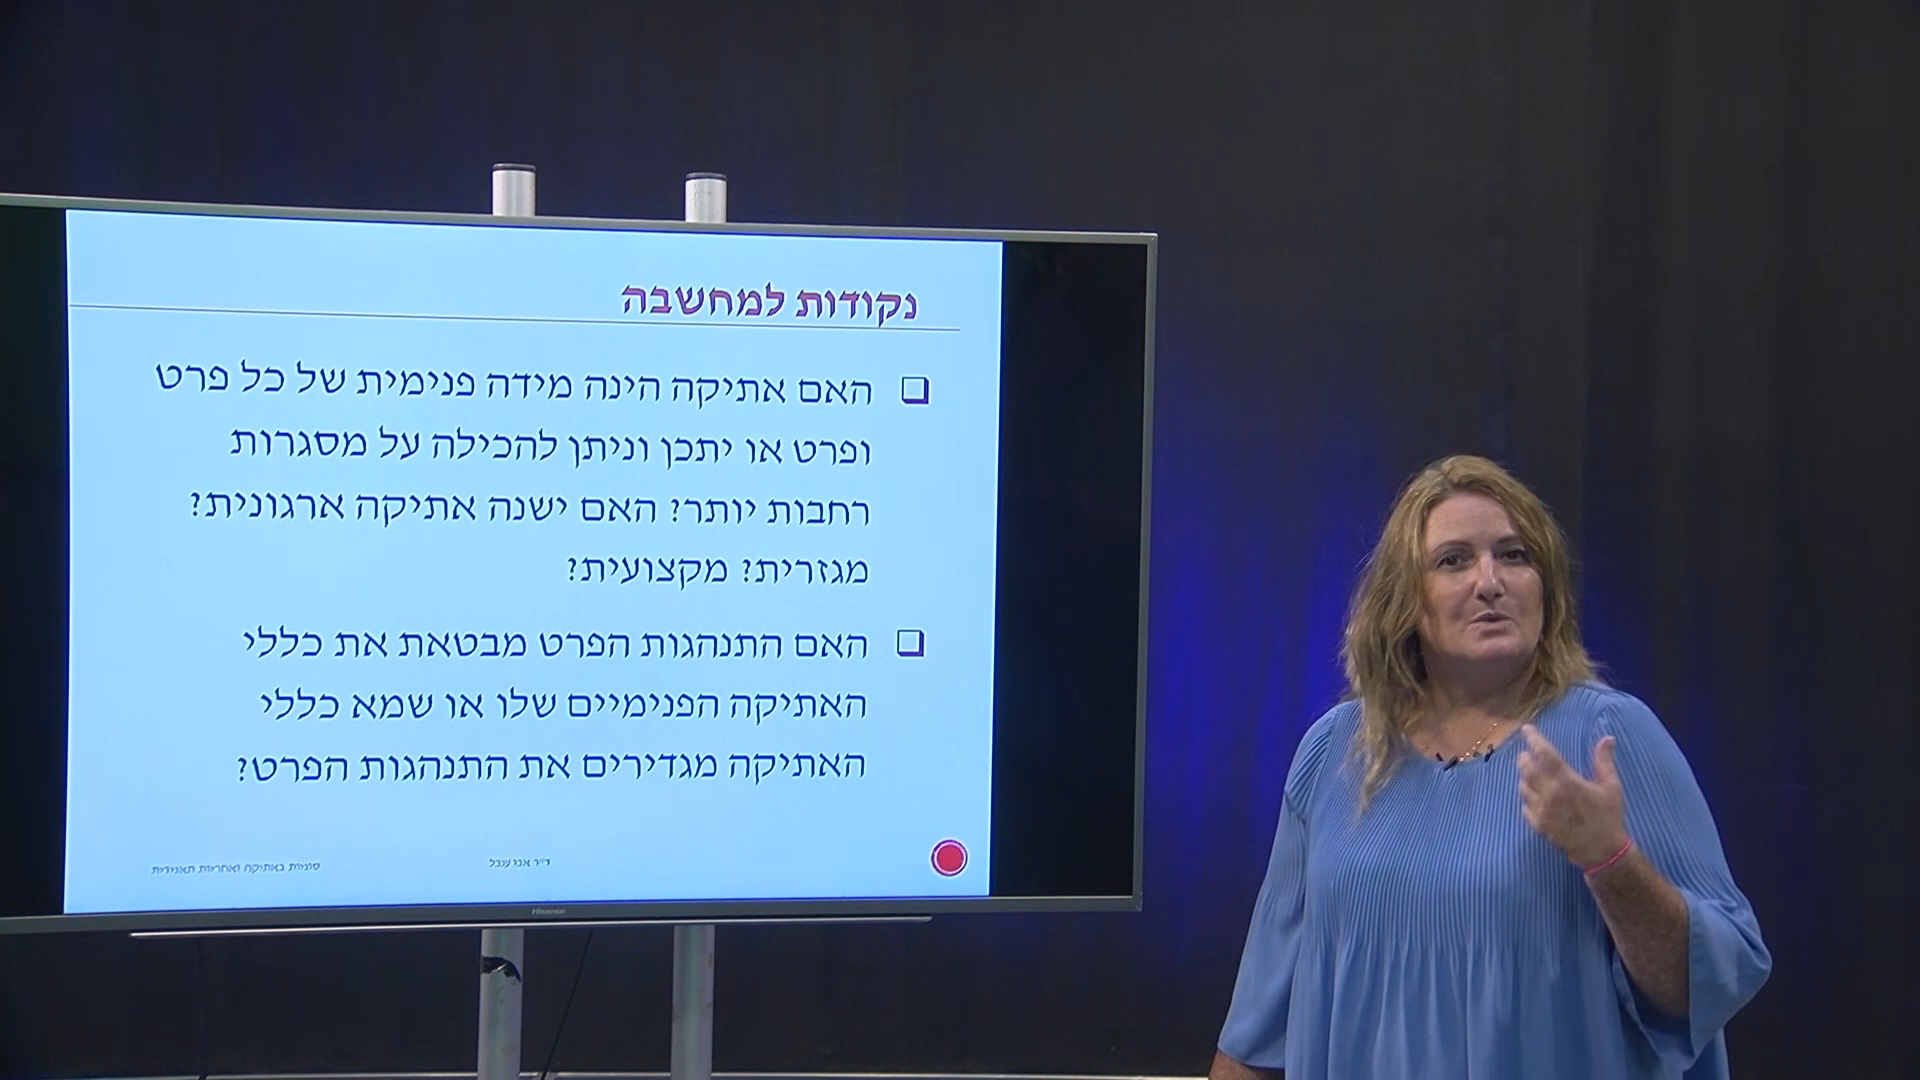 נקודות למחשבה
האם אתיקה הינה מידה פנימית של כל פרט
ופרט או יתכן וניתן להכילה על מסגרות
רחבות יותר? האם ישנה אתיקה ארגונית?
מגזרית? מקצועית?
האם התנהגות הפרט מבטאת את כללי
האתיקה הפנימיים שלו או שמא כללי
האתיקה מגדירים את התנהגות הפרט?
ד״ר אבי ענבל
סוגיות באתיקה ואחריות תאגידית
Hisense